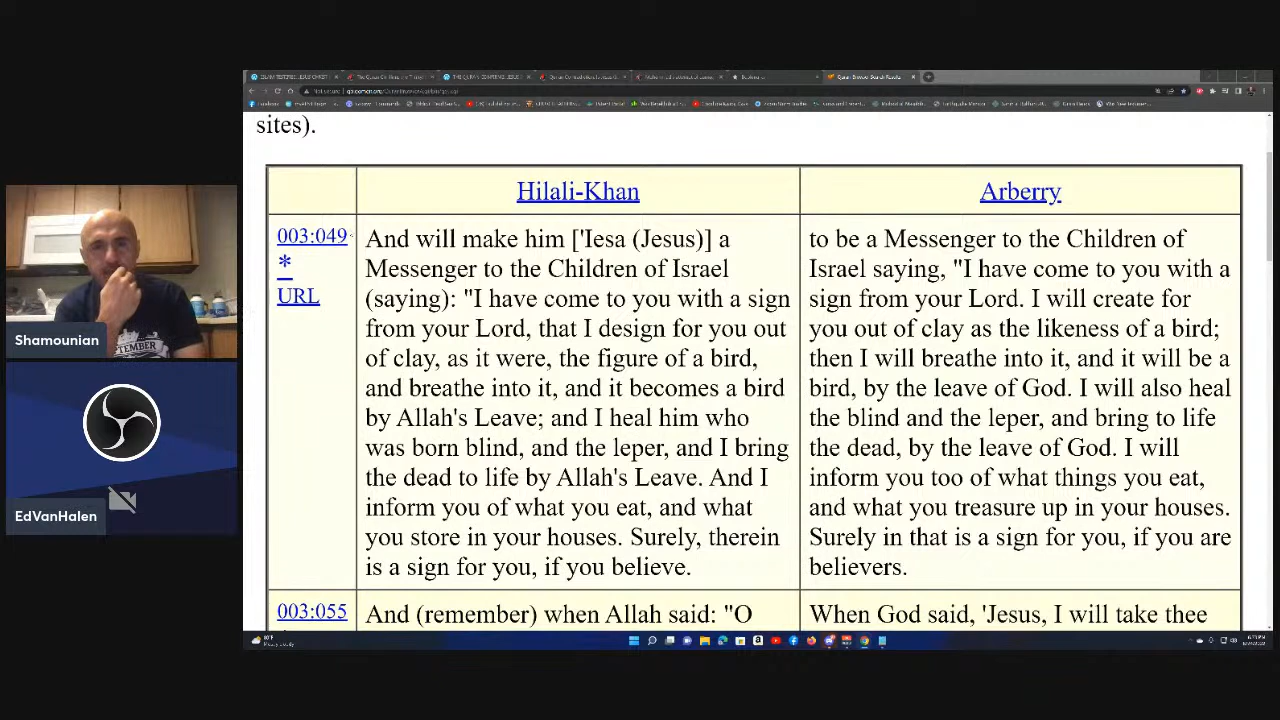 sites).
Hilali-Khan
Arberry
003:049
*
URL
And will make him ['Iesa (Jesus)] a
Messenger to the Children of Israel
(saying): "I have come to you with a sign
from your Lord, that I design for you out
of clay, as it were, the figure of a bird,
and breathe into it, and it becomes a bird
by Allah's Leave; and I heal him who
was born blind, and the leper, and I bring
the dead to life by Allah's Leave. And I
inform you of what you eat, and what
you store in your houses. Surely, therein
is a sign for you, if you believe.
to be a Messenger to the Children of
Israel saying, "I have come to you with a
sign from your Lord. I will create for
you out of clay as the likeness of a bird;
then I will breathe into it, and it will be a
bird, by the leave of God. I will also heal
the blind and the leper, and bring to life
the dead, by the leave of God. I will
inform you too of what things you eat,
and what you treasure up in your houses.
Surely in that is a sign for you, if you are
believers.
003:055
And (remember) when Allah said: "O
When God said, 'Jesus, I will take thee
Shamounian
EdVanHalen